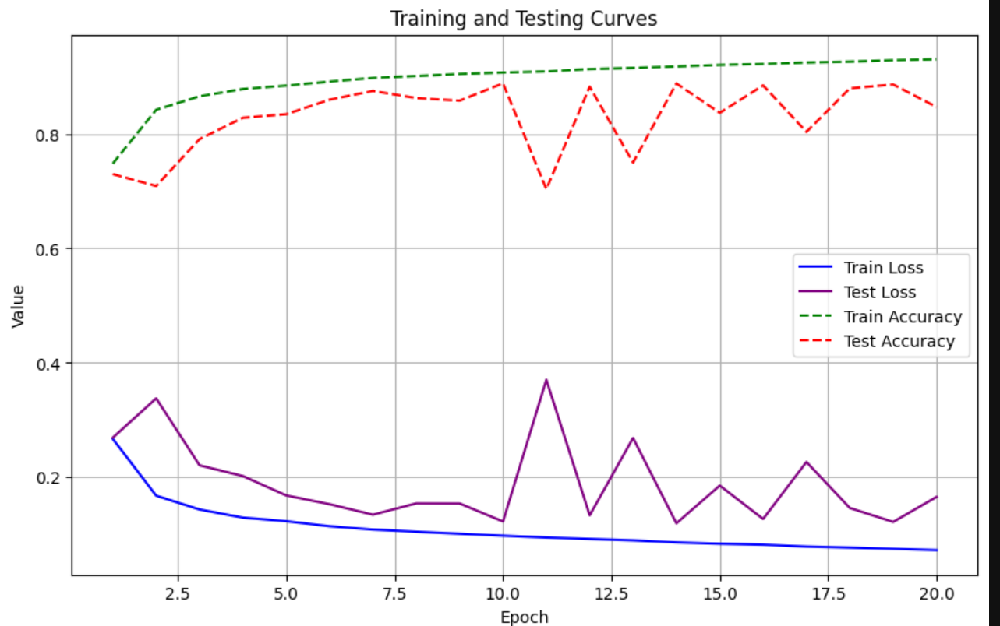 Training and Testing Curves
Value
0.8
0.6
0.4
0.2
Train Loss
Test Loss
Train Accuracy
Test Accuracy
2.5 5.0 7.5 10.0 12.5 15.0 17.5 20.0
Epoch